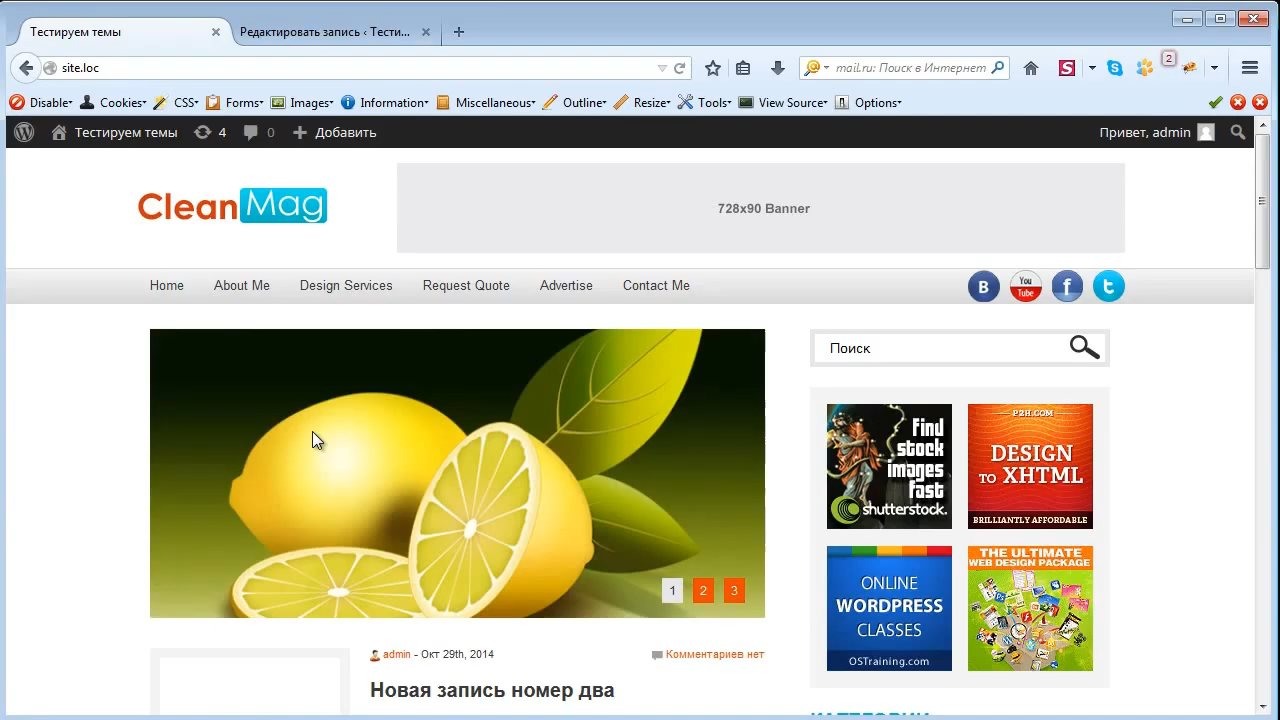 Тестируем темы
Редактировать запись ‹ Тести...
site.loc
mail.ru: Поиск в Интернет
S
2
Disable
Cookies
CSS
Forms
Images
Information
Miscellaneous
Outline
Resize
Tools
View Source
Options
Тестируем темы
4
0
Добавить
Привет, admin
CleanMag
728x90 Banner
Home
About Me
Design Services
Request Quote
Advertise
Contact Me
B
You Tube
f
t
Поиск
Find
stock
images
fast
shutterstock.
P2H.COM
DESIGN
TO XHTML
BRILLIANTLY AFFORDABLE
ONLINE
WORDPRESS
CLASSES
OSTraining.com
THE ULTIMATE
WEB DESIGN PACKAGE
1
2
3
admin - Окт 29th, 2014
Комментариев нет
Новая запись номер два
КАТЕГОРИИ